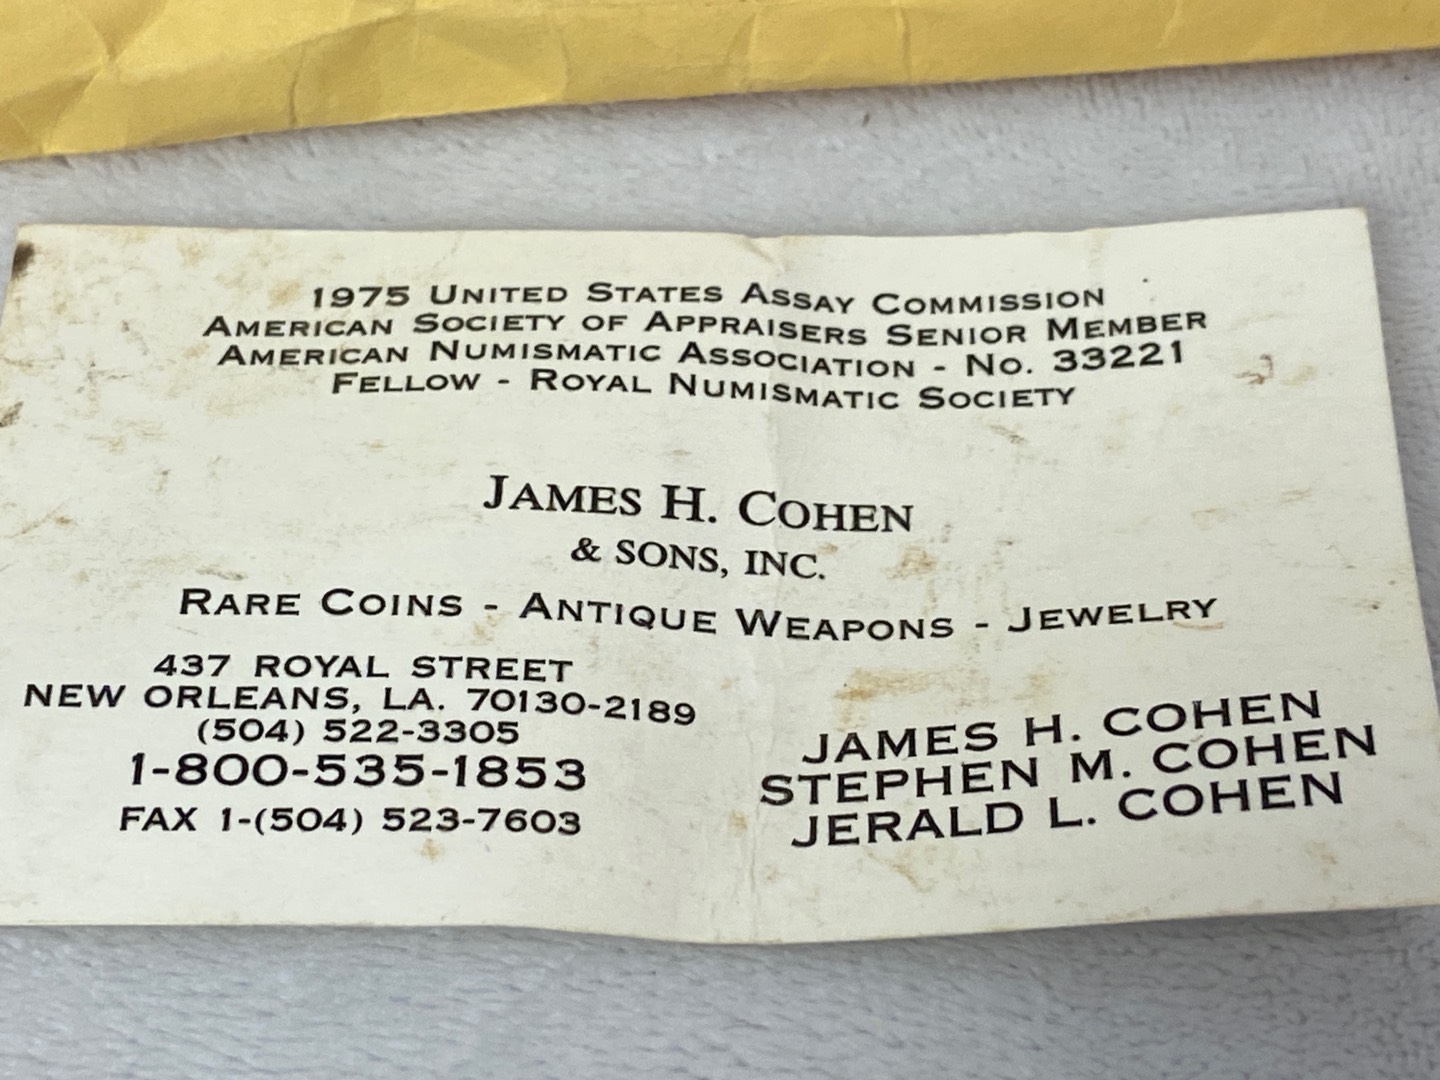 1975 UNITED STATES ASSAY COMMISSION
AMERICAN SOCIETY OF APPRAISERS SENIOR MEMBER
AMERICAN NUMISMATIC ASSOCIATION - NO. 33221
FELLOW - ROYAL NUMISMATIC SOCIETY
JAMES H. COHEN
& SONS, INC.
RARE COINS - ANTIQUE WEAPONS - JEWELRY
437 ROYAL STREET
NEW ORLEANS, LA. 70130-2189
(504) 522-3305
1-800-535-1853
FAX 1-(504) 523-7603
JAMES H. COHEN
STEPHEN M. COHEN
JERALD L. COHEN